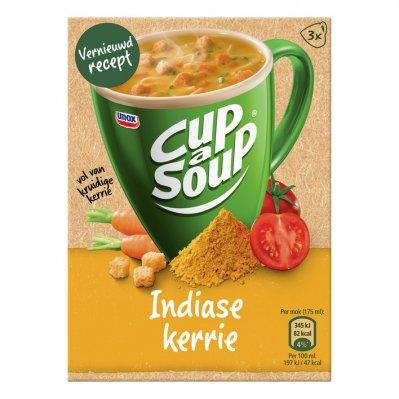 Vernieuwd
recept
3x
unox
Cup
a
Soup
®
vol van
kruidige
kerrie
Indiase
kerrie
Per mok (175 ml):
345 kJ
82 kcal
4%*
Per 100 ml:
197 kJ / 47 kcal